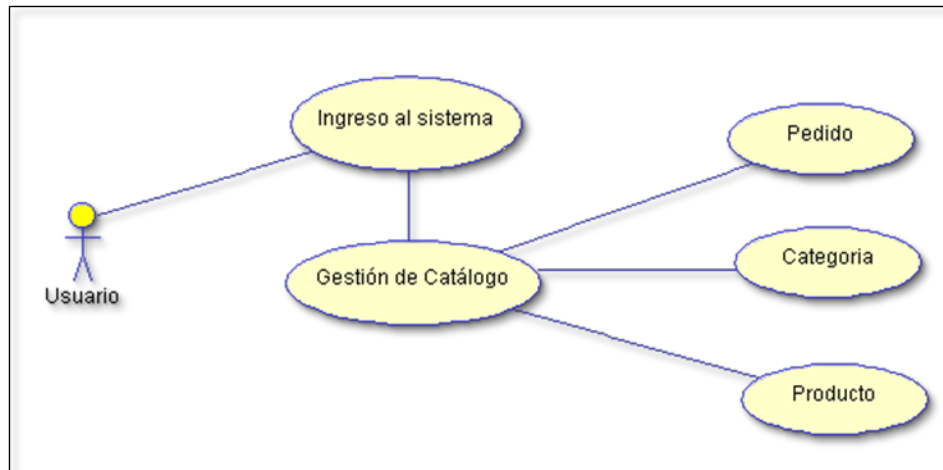 Ingreso al sistema
Pedido
Usuario
Gestión de Catálogo
Categoria
Producto